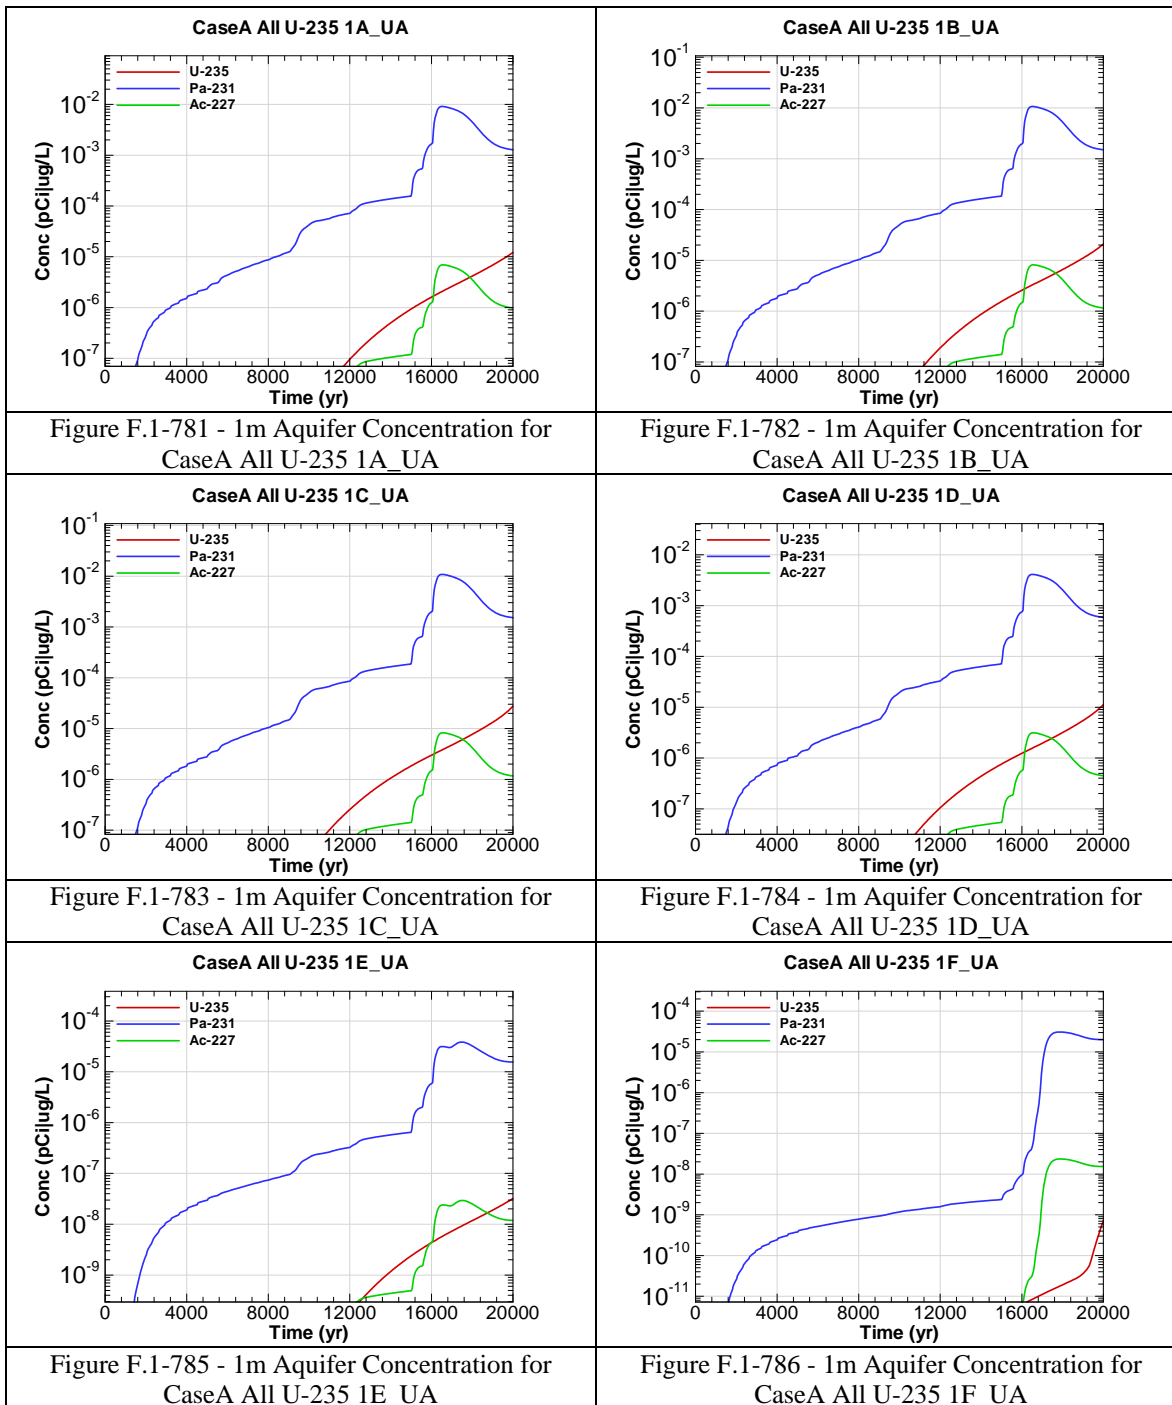 CaseA All U-235 1A_UA
U-235
Pa-231
Ac-227
10^-2
10^-3
10^-4
10^-5
10^-6
10^-7
Conc (pCi|ug/L)
0 4000 8000 12000 16000 20000
Time (yr)
Figure F.1-781 - 1m Aquifer Concentration for
CaseA All U-235 1A_UA
CaseA All U-235 1B_UA
U-235
Pa-231
Ac-227
10^-1
10^-2
10^-3
10^-4
10^-5
10^-6
10^-7
Conc (pCi|ug/L)
0 4000 8000 12000 16000 20000
Time (yr)
Figure F.1-782 - 1m Aquifer Concentration for
CaseA All U-235 1B_UA
CaseA All U-235 1C_UA
U-235
Pa-231
Ac-227
10^-1
10^-2
10^-3
10^-4
10^-5
10^-6
10^-7
Conc (pCi|ug/L)
0 4000 8000 12000 16000 20000
Time (yr)
Figure F.1-783 - 1m Aquifer Concentration for
CaseA All U-235 1C_UA
CaseA All U-235 1D_UA
U-235
Pa-231
Ac-227
10^-2
10^-3
10^-4
10^-5
10^-6
10^-7
Conc (pCi|ug/L)
0 4000 8000 12000 16000 20000
Time (yr)
Figure F.1-784 - 1m Aquifer Concentration for
CaseA All U-235 1D_UA
CaseA All U-235 1E_UA
U-235
Pa-231
Ac-227
10^-4
10^-5
10^-6
10^-7
10^-8
10^-9
Conc (pCi|ug/L)
0 4000 8000 12000 16000 20000
Time (yr)
Figure F.1-785 - 1m Aquifer Concentration for
CaseA All U-235 1E_UA
CaseA All U-235 1F_UA
U-235
Pa-231
Ac-227
10^-4
10^-5
10^-6
10^-7
10^-8
10^-9
10^-10
10^-11
Conc (pCi|ug/L)
0 4000 8000 12000 16000 20000
Time (yr)
Figure F.1-786 - 1m Aquifer Concentration for
CaseA All U-235 1F_UA